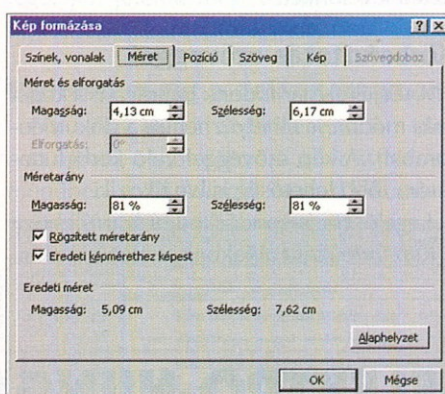 Kép formázása
Színek, vonalak Méret Pozíció Szöveg Kép Szövegdoboz
Méret és elforgatás
Magasság: 4,13 cm Szélesség: 6,17 cm
Elforgatás: 0°
Méretarány
Magasság: 81 % Szélesség: 81 %
Rögzített méretarány
Eredeti képmérethez képest
Eredeti méret
Magasság: 5,09 cm Szélesség: 7,62 cm
Alaphelyzet
OK Mégse